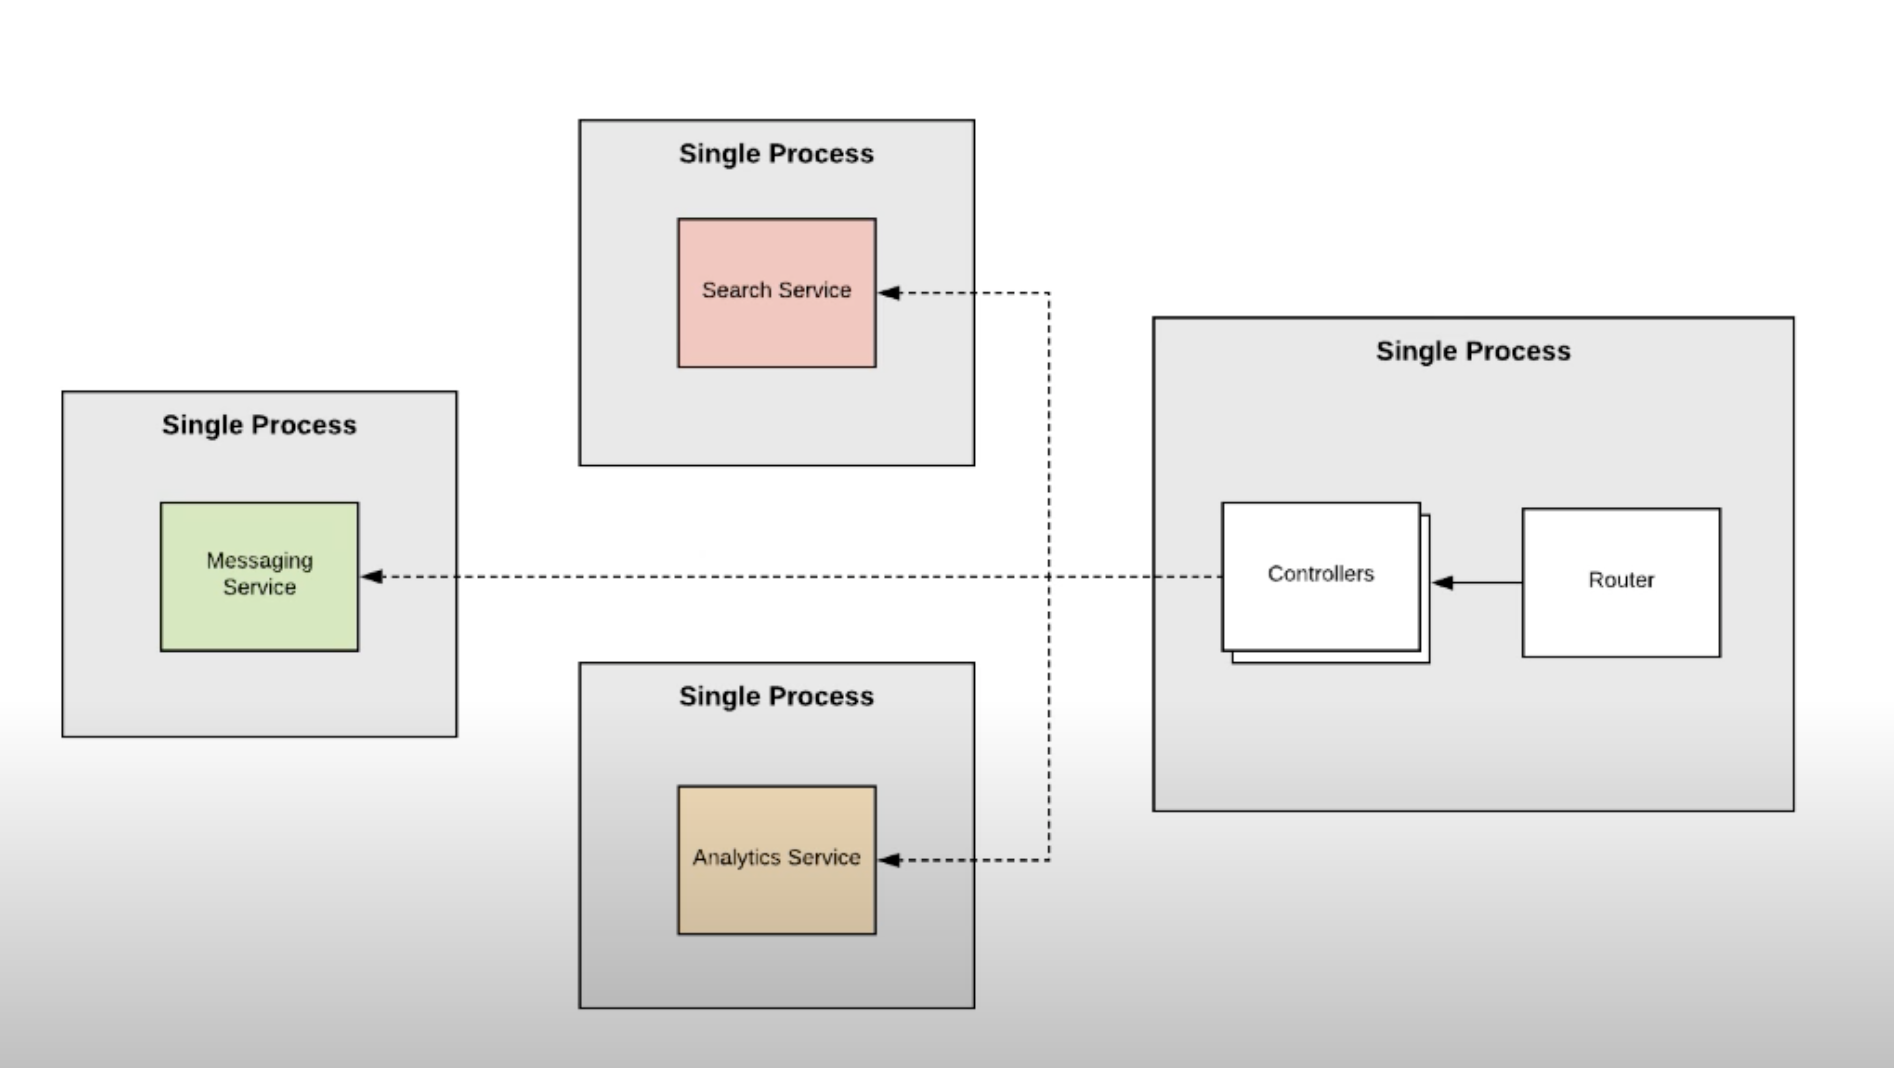 Single Process
Search Service
Single Process
Messaging
Service
Single Process
Controllers
Router
Single Process
Analytics Service